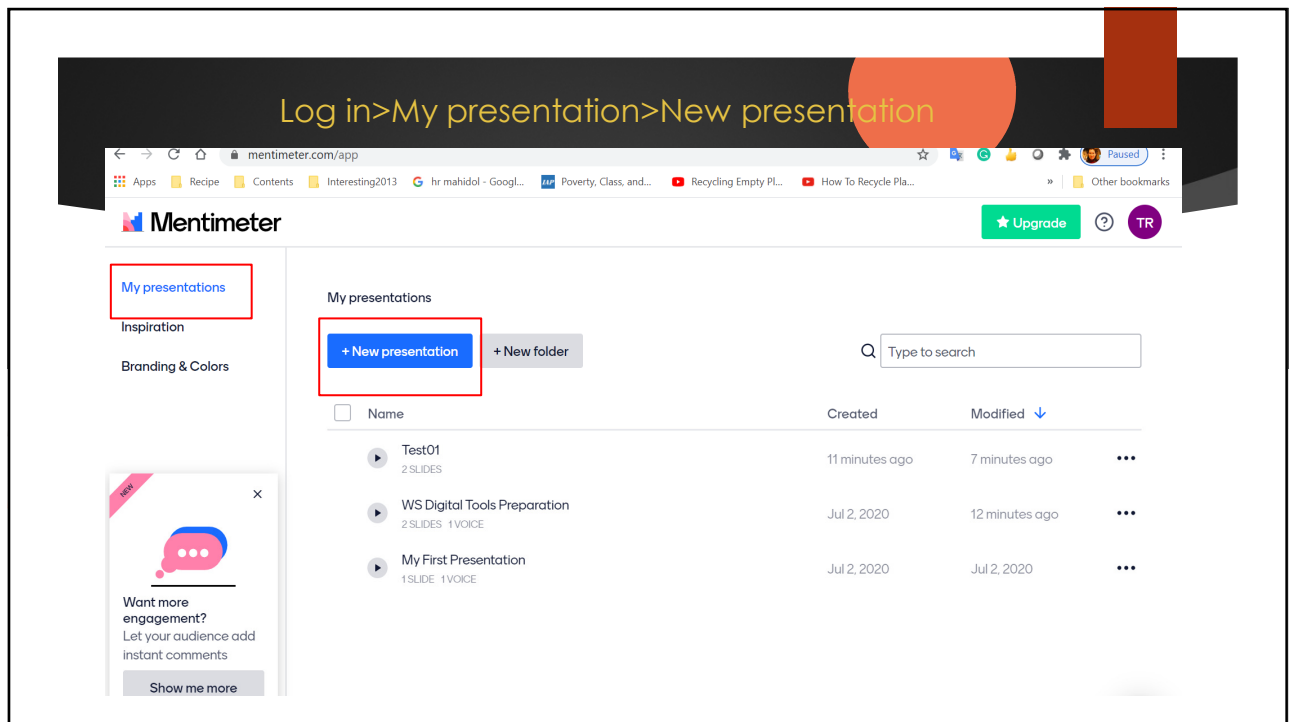 Log in>My presentation>New presentation
mentimeter.com/app
Paused
Apps Recipe Contents Interesting2013 hr mahidol - Googl... Poverty, Class, and... Recycling Empty Pl... How To Recycle Pla... » Other bookmarks
Mentimeter
Upgrade ? TR
My presentations
Inspiration
Branding & Colors
My presentations
+ New presentation
+ New folder
Type to search
Name Created Modified
Test01 11 minutes ago 7 minutes ago
2 SLIDES
WS Digital Tools Preparation Jul 2, 2020 12 minutes ago
2 SLIDES 1 VOICE
My First Presentation Jul 2, 2020 Jul 2, 2020
1 SLIDE 1 VOICE
NEW
Want more
engagement?
Let your audience add
instant comments
Show me more